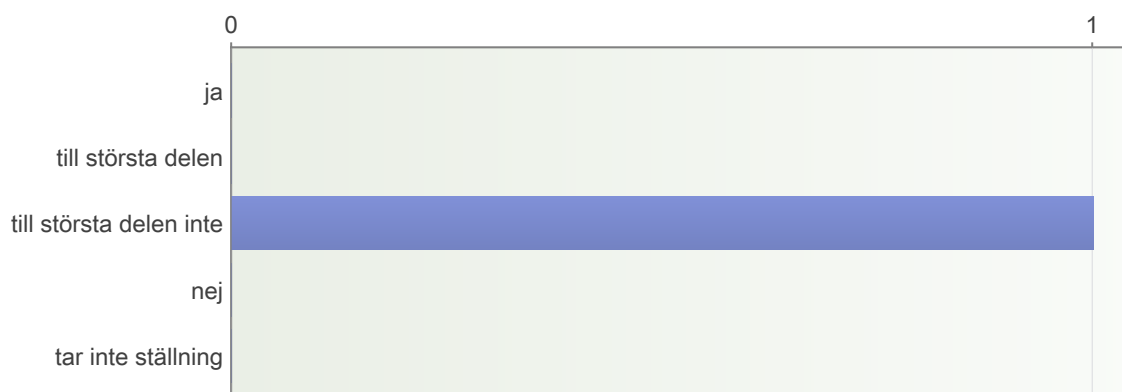 0 1
ja
till största delen
till största delen inte
nej
tar inte ställning